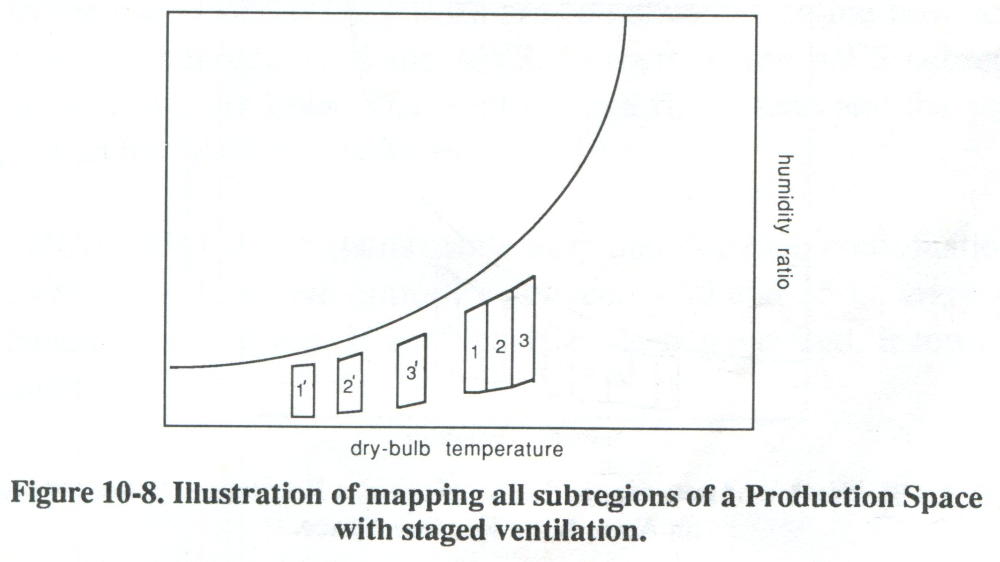 1' 2' 3' 1 2 3
humidity ratio
dry-bulb temperature
Figure 10-8. Illustration of mapping all subregions of a Production Space
with staged ventilation.